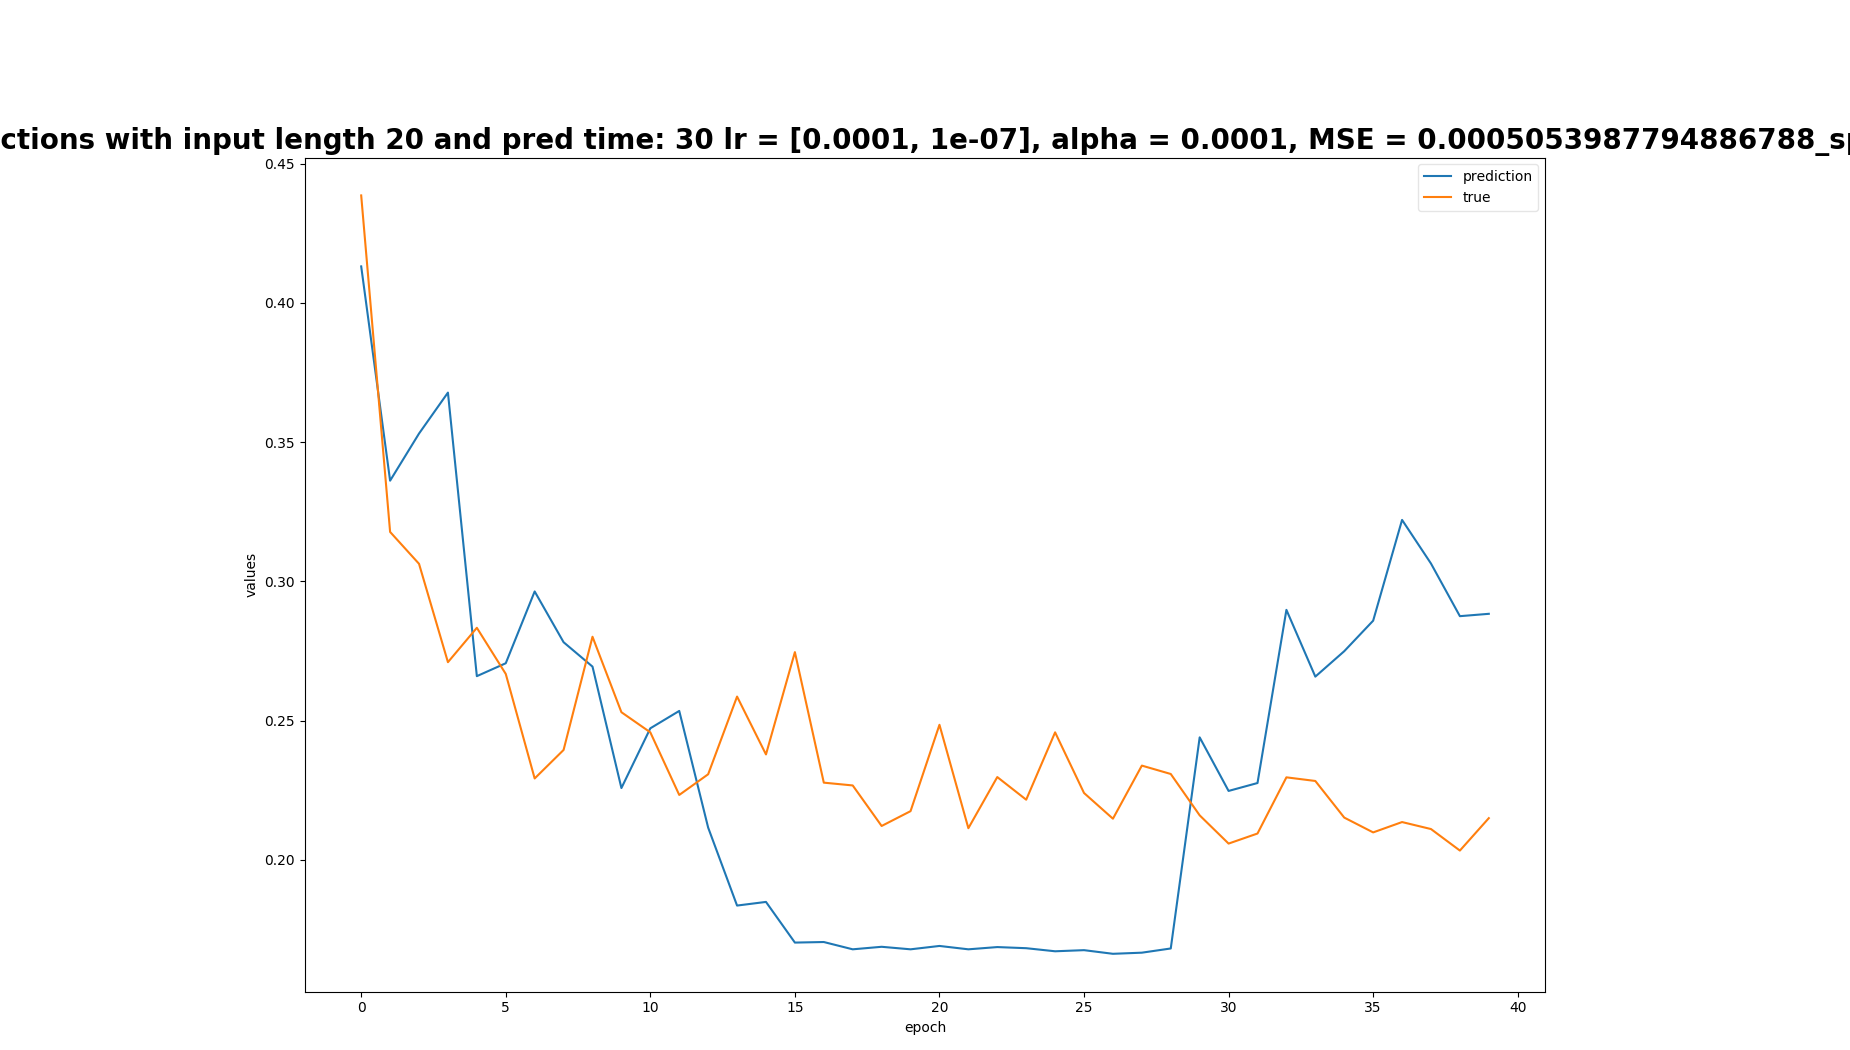 ctions with input length 20 and pred time: 30 lr = [0.0001, 1e-07], alpha = 0.0001, MSE = 0.0005053987794886788_sp
prediction
true
0.45
0.40
0.35
0.30
0.25
0.20
values
0 5 10 15 20 25 30 35 40
epoch